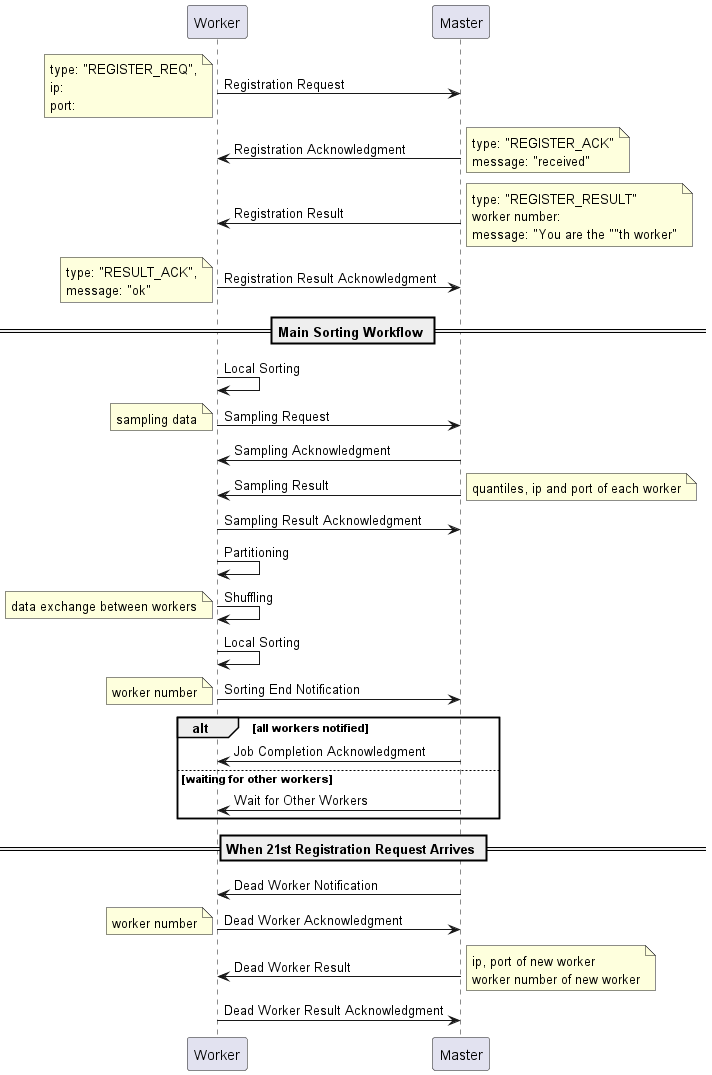 Worker
Master
type: "REGISTER_REQ",
ip:
port:
Registration Request
Registration Acknowledgment
type: "REGISTER_ACK"
message: "received"
Registration Result
type: "REGISTER_RESULT"
worker number:
message: "You are the ""th worker"
type: "RESULT_ACK",
message: "ok"
Registration Result Acknowledgment
Main Sorting Workflow
Local Sorting
sampling data
Sampling Request
Sampling Acknowledgment
Sampling Result
quantiles, ip and port of each worker
Sampling Result Acknowledgment
Partitioning
data exchange between workers
Shuffling
Local Sorting
worker number
Sorting End Notification
alt
[all workers notified]
Job Completion Acknowledgment
[waiting for other workers]
Wait for Other Workers
When 21st Registration Request Arrives
Dead Worker Notification
worker number
Dead Worker Acknowledgment
Dead Worker Result
ip, port of new worker
worker number of new worker
Dead Worker Result Acknowledgment
Worker
Master